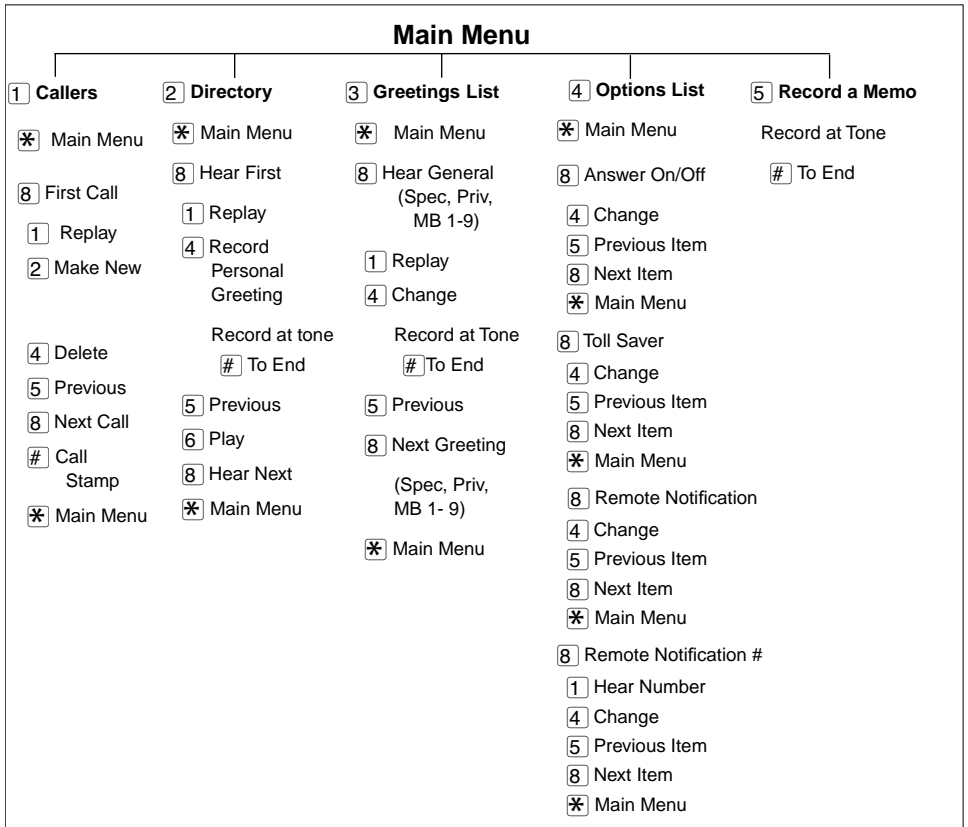 Main Menu
1 Callers
✱ Main Menu
8 First Call
1 Replay
2 Make New
4 Delete
5 Previous
8 Next Call
# Call
Stamp
✱ Main Menu
2 Directory
✱ Main Menu
8 Hear First
1 Replay
4 Record
Personal
Greeting
Record at tone
# To End
5 Previous
6 Play
8 Hear Next
✱ Main Menu
3 Greetings List
✱ Main Menu
8 Hear General
(Spec, Priv,
MB 1-9)
1 Replay
4 Change
Record at Tone
# To End
5 Previous
8 Next Greeting
(Spec, Priv,
MB 1- 9)
✱ Main Menu
4 Options List
✱ Main Menu
8 Answer On/Off
4 Change
5 Previous Item
8 Next Item
✱ Main Menu
8 Toll Saver
4 Change
5 Previous Item
8 Next Item
✱ Main Menu
8 Remote Notification
4 Change
5 Previous Item
8 Next Item
✱ Main Menu
8 Remote Notification #
1 Hear Number
4 Change
5 Previous Item
8 Next Item
✱ Main Menu
5 Record a Memo
Record at Tone
# To End